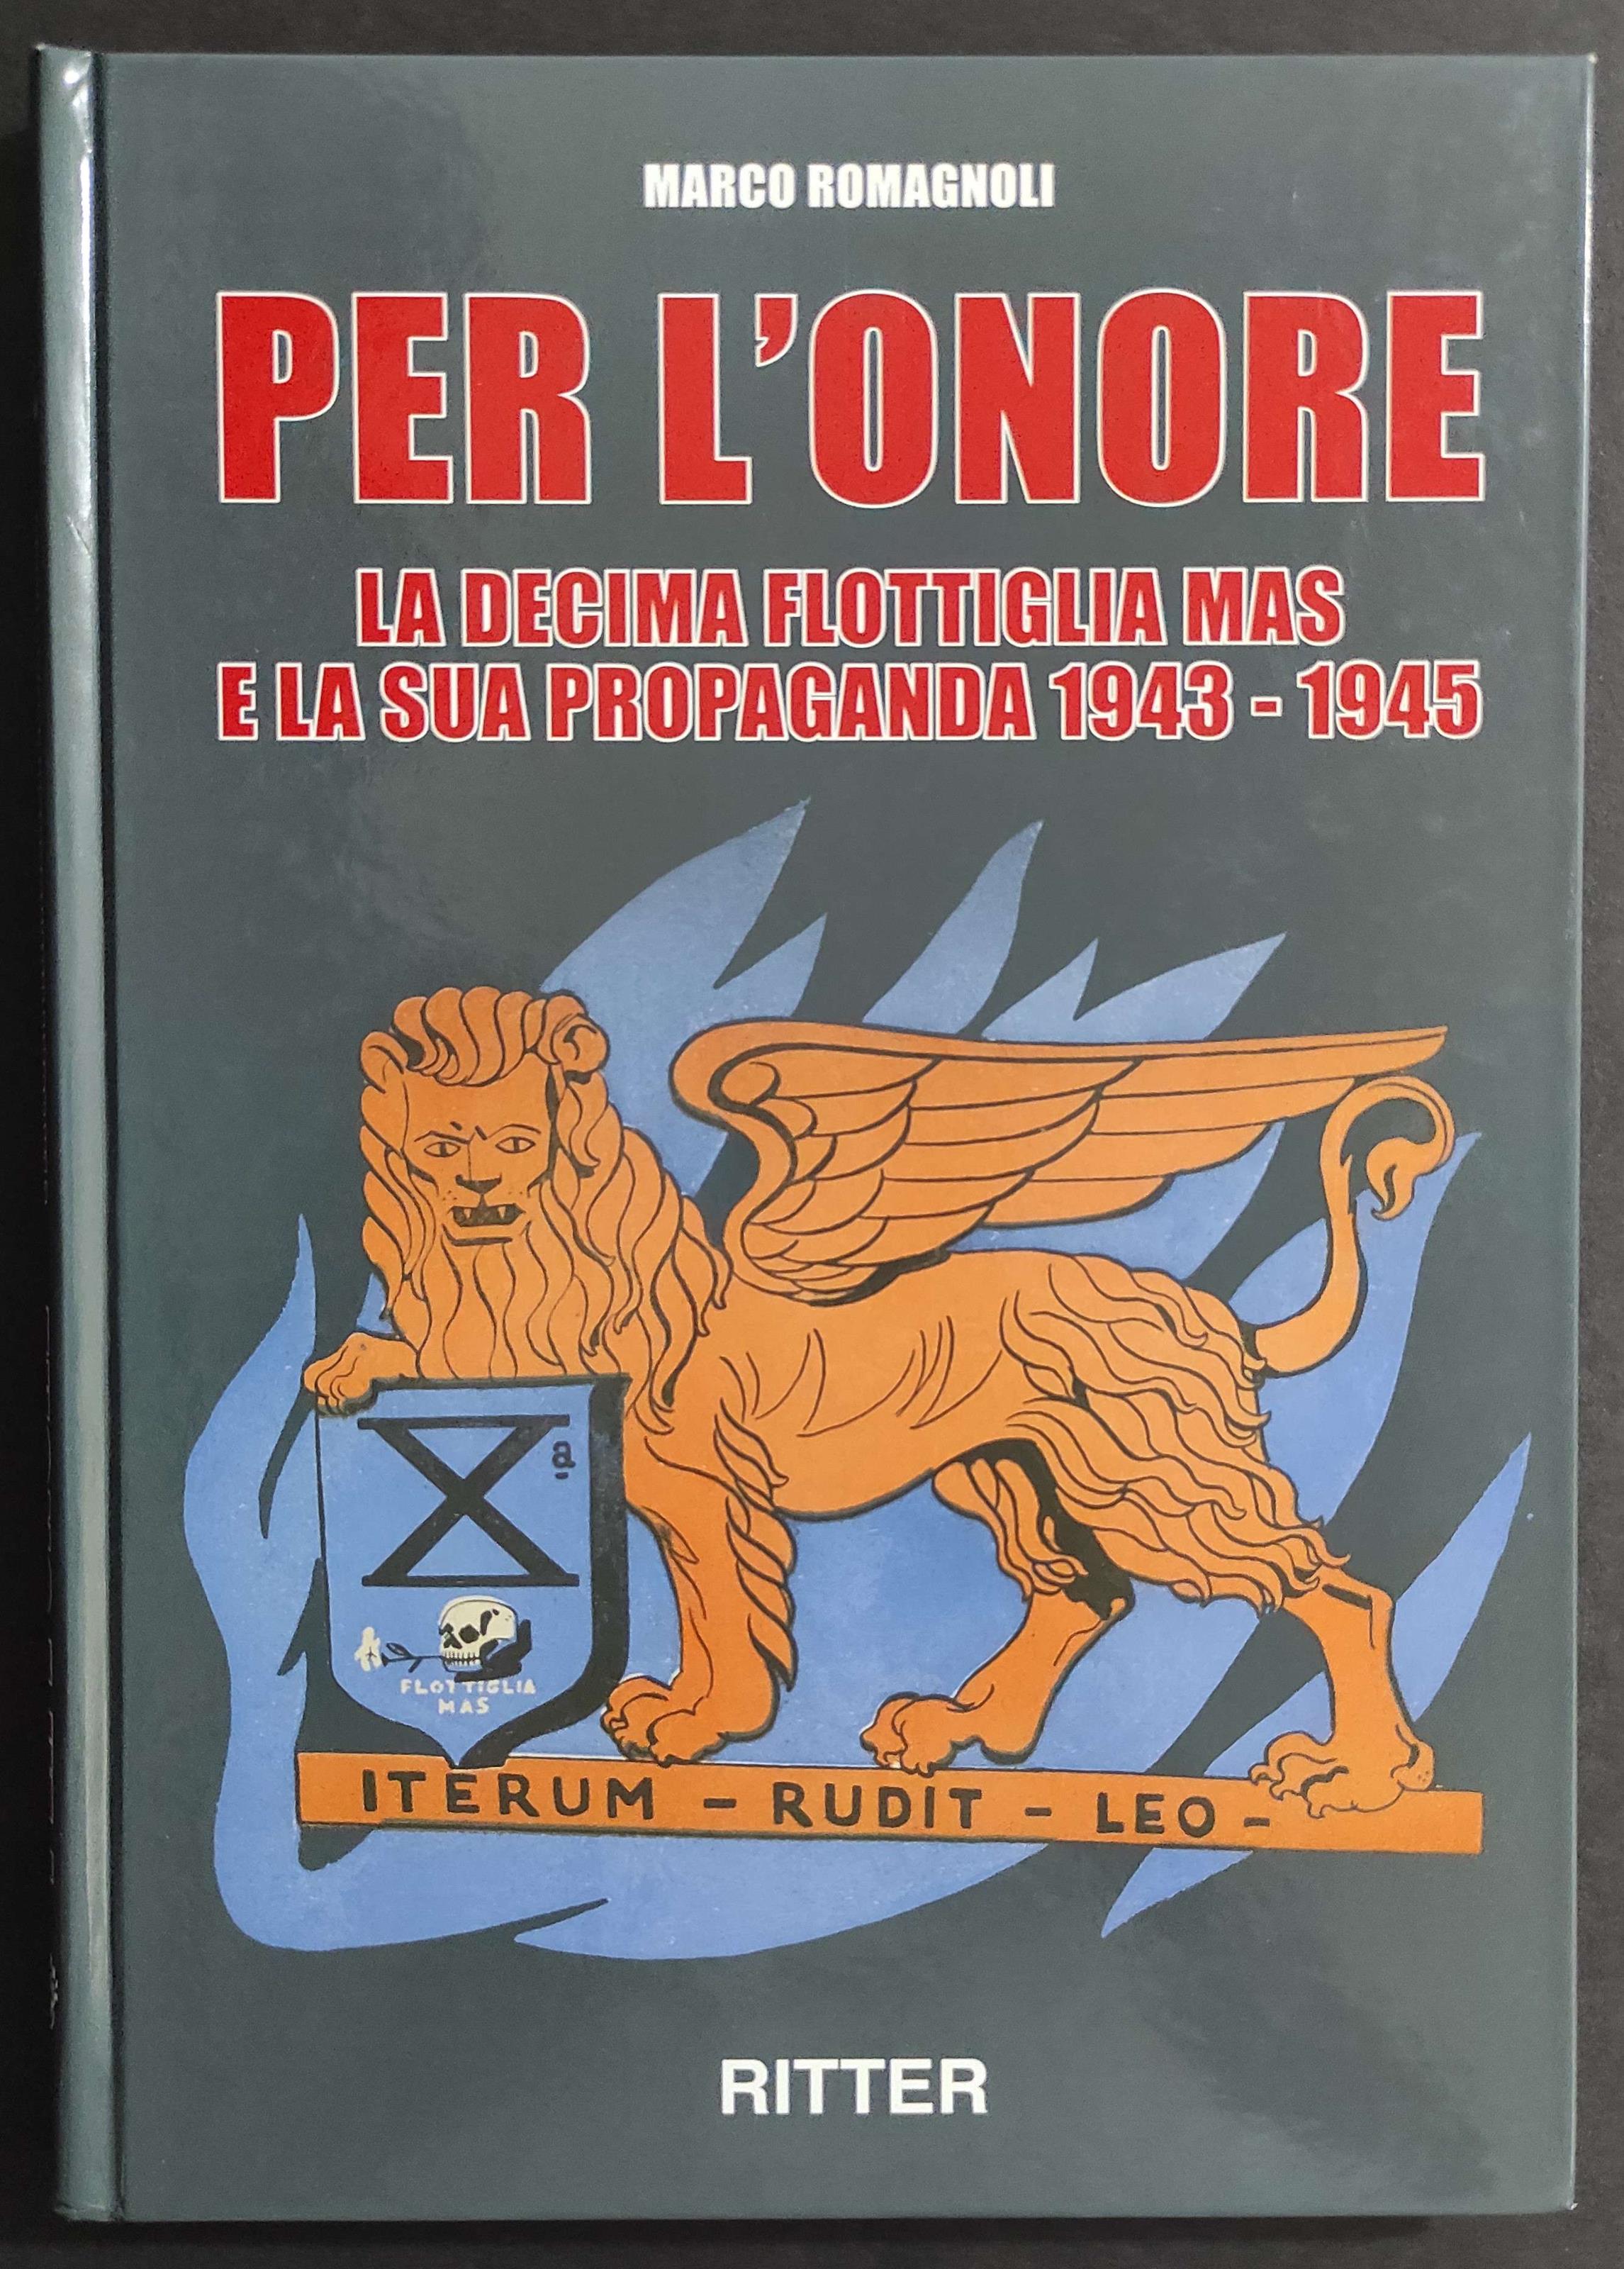 MARCO ROMAGNOLI
PER L'ONORE
LA DECIMA FLOTTIGLIA MAS
E LA SUA PROPAGANDA 1943 - 1945
X ª
FLOTTIGLIA
MAS
ITERUM - RUDIT - LEO -
RITTER